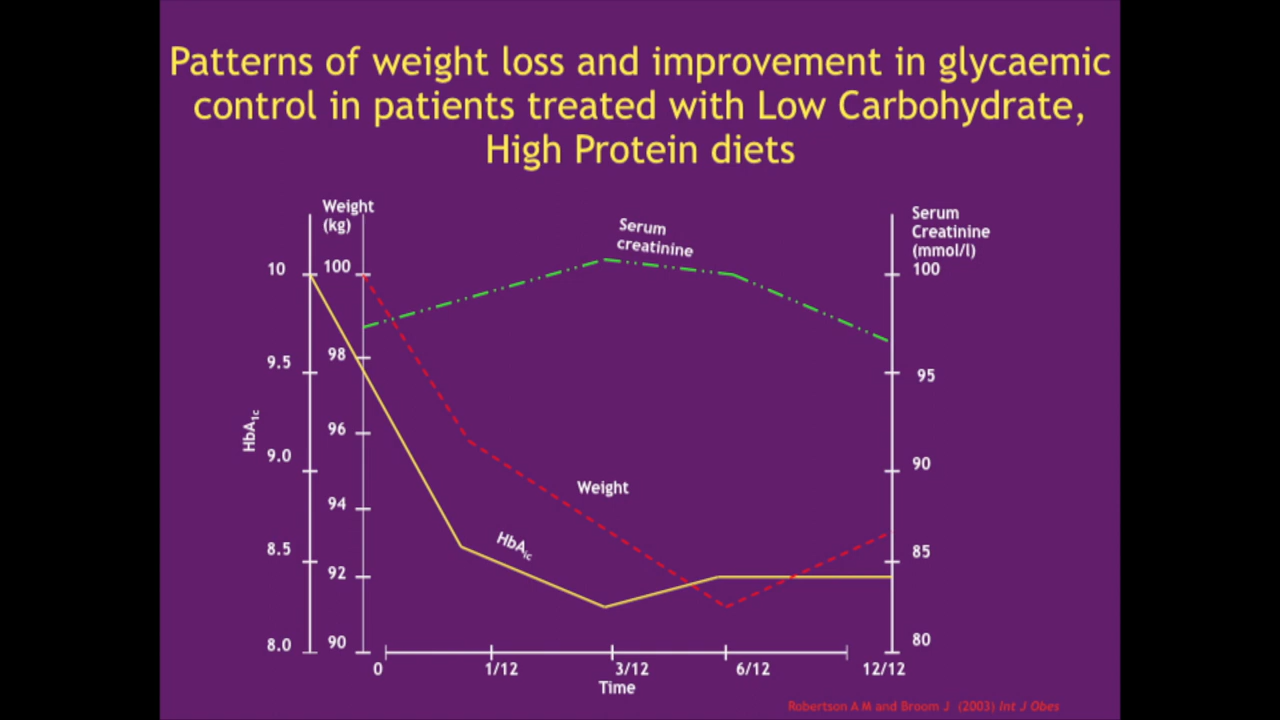 Patterns of weight loss and improvement in glycaemic
control in patients treated with Low Carbohydrate,
High Protein diets
Weight
(kg)
Serum
Creatinine
(mmol/l)
Serum
creatinine
10
100
100
9.5
98
95
HbA1c
96
9.0
90
94
Weight
HbA1c
8.5
92
85
8.0
90
80
0
1/12
3/12
6/12
12/12
Time
Robertson A M and Broom J (2003) Int J Obes